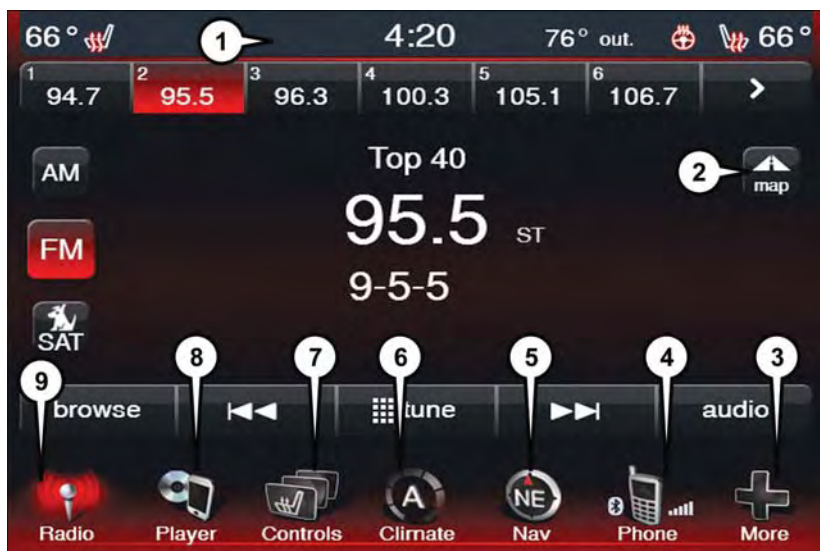 66° 1 4:20 76° out. 66°
1 94.7 2 95.5 3 96.3 4 100.3 5 105.1 6 106.7 >
AM Top 40 2 map
95.5 ST
FM
9-5-5
SAT
9 8 7 6 5 4 3
browse tune audio
A NE
Radio Player Controls Climate Nav Phone More